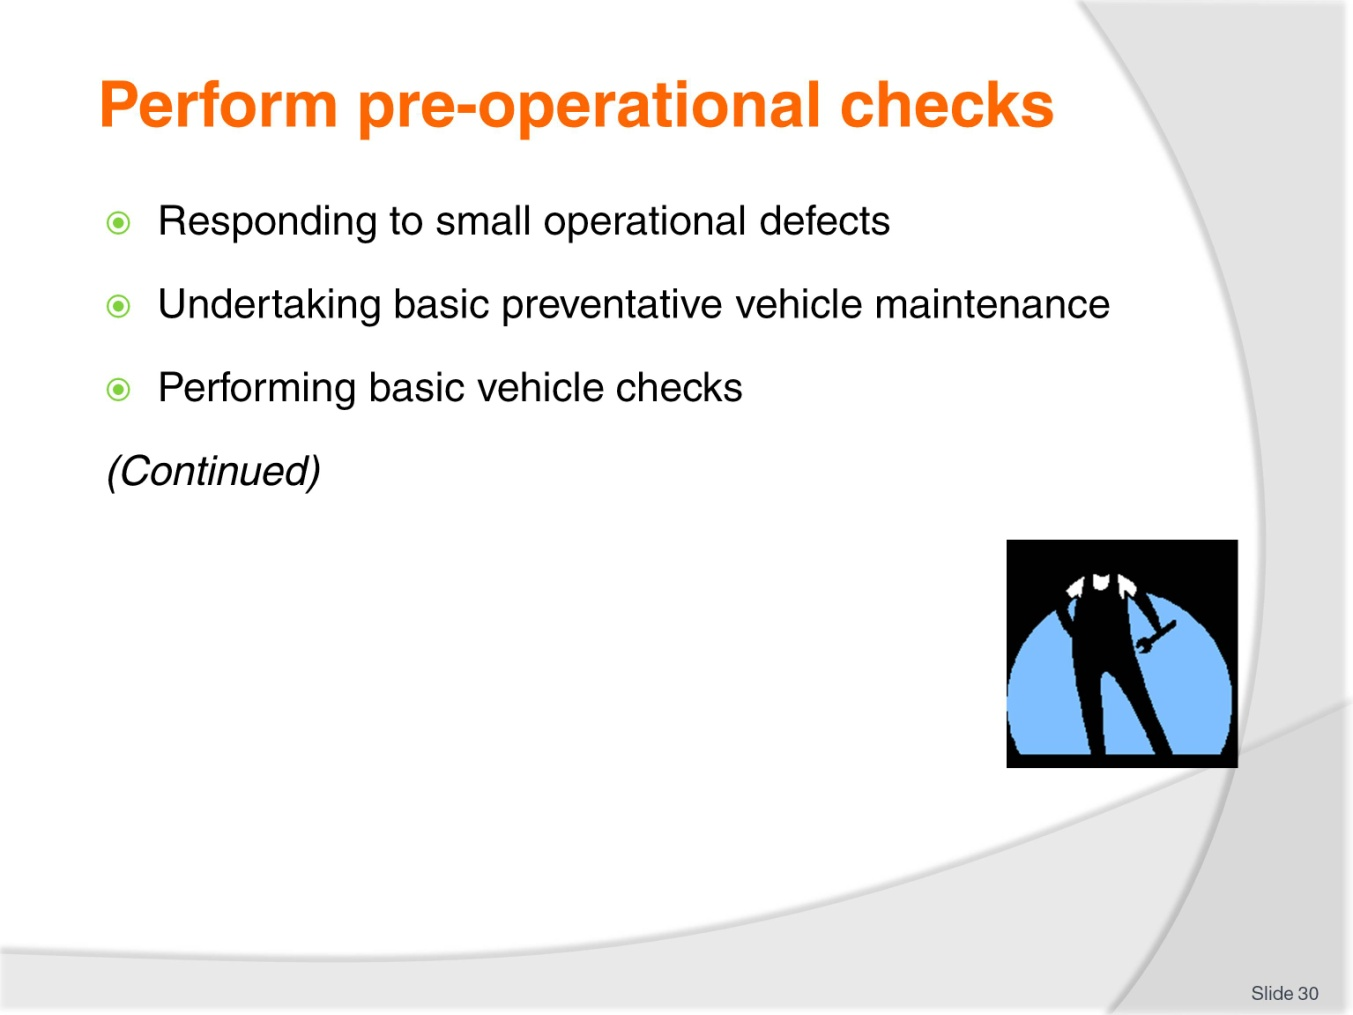 Perform pre-operational checks
Responding to small operational defects
Undertaking basic preventative vehicle maintenance
Performing basic vehicle checks
(Continued)
Slide 30